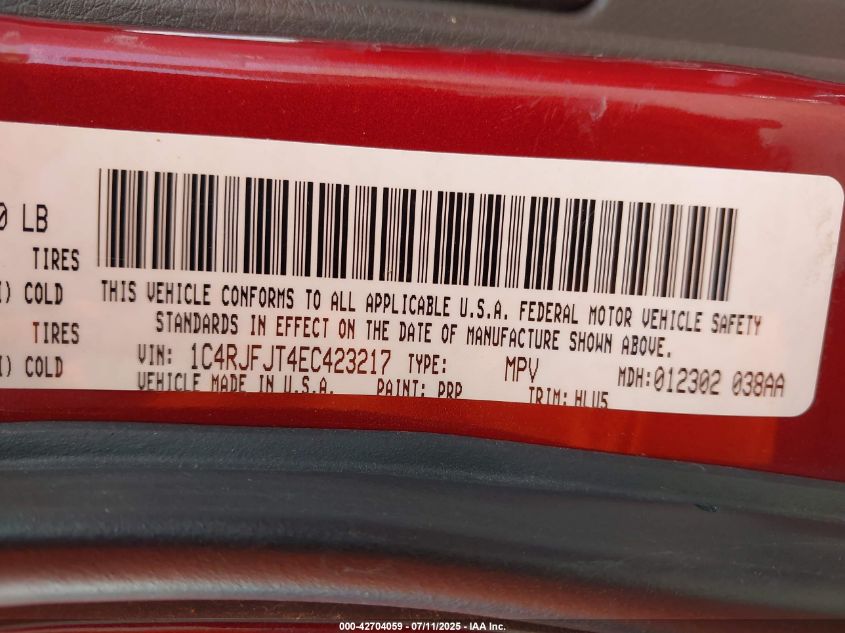 0 LB
TIRES
COLD
TIRES
COLD
THIS VEHICLE CONFORMS TO ALL APPLICABLE U.S.A. FEDERAL MOTOR VEHICLE SAFETY
STANDARDS IN EFFECT ON THE DATE OF MANUFACTURE SHOWN ABOVE.
VIN: 1C4RJFJT4EC423217 TYPE: MPV MDH:012302 038AA
VEHICLE MADE IN U.S.A. PAINT: PRP TRIM: HLU5
000-42704059 - 07/11/2025 - IAA Inc.